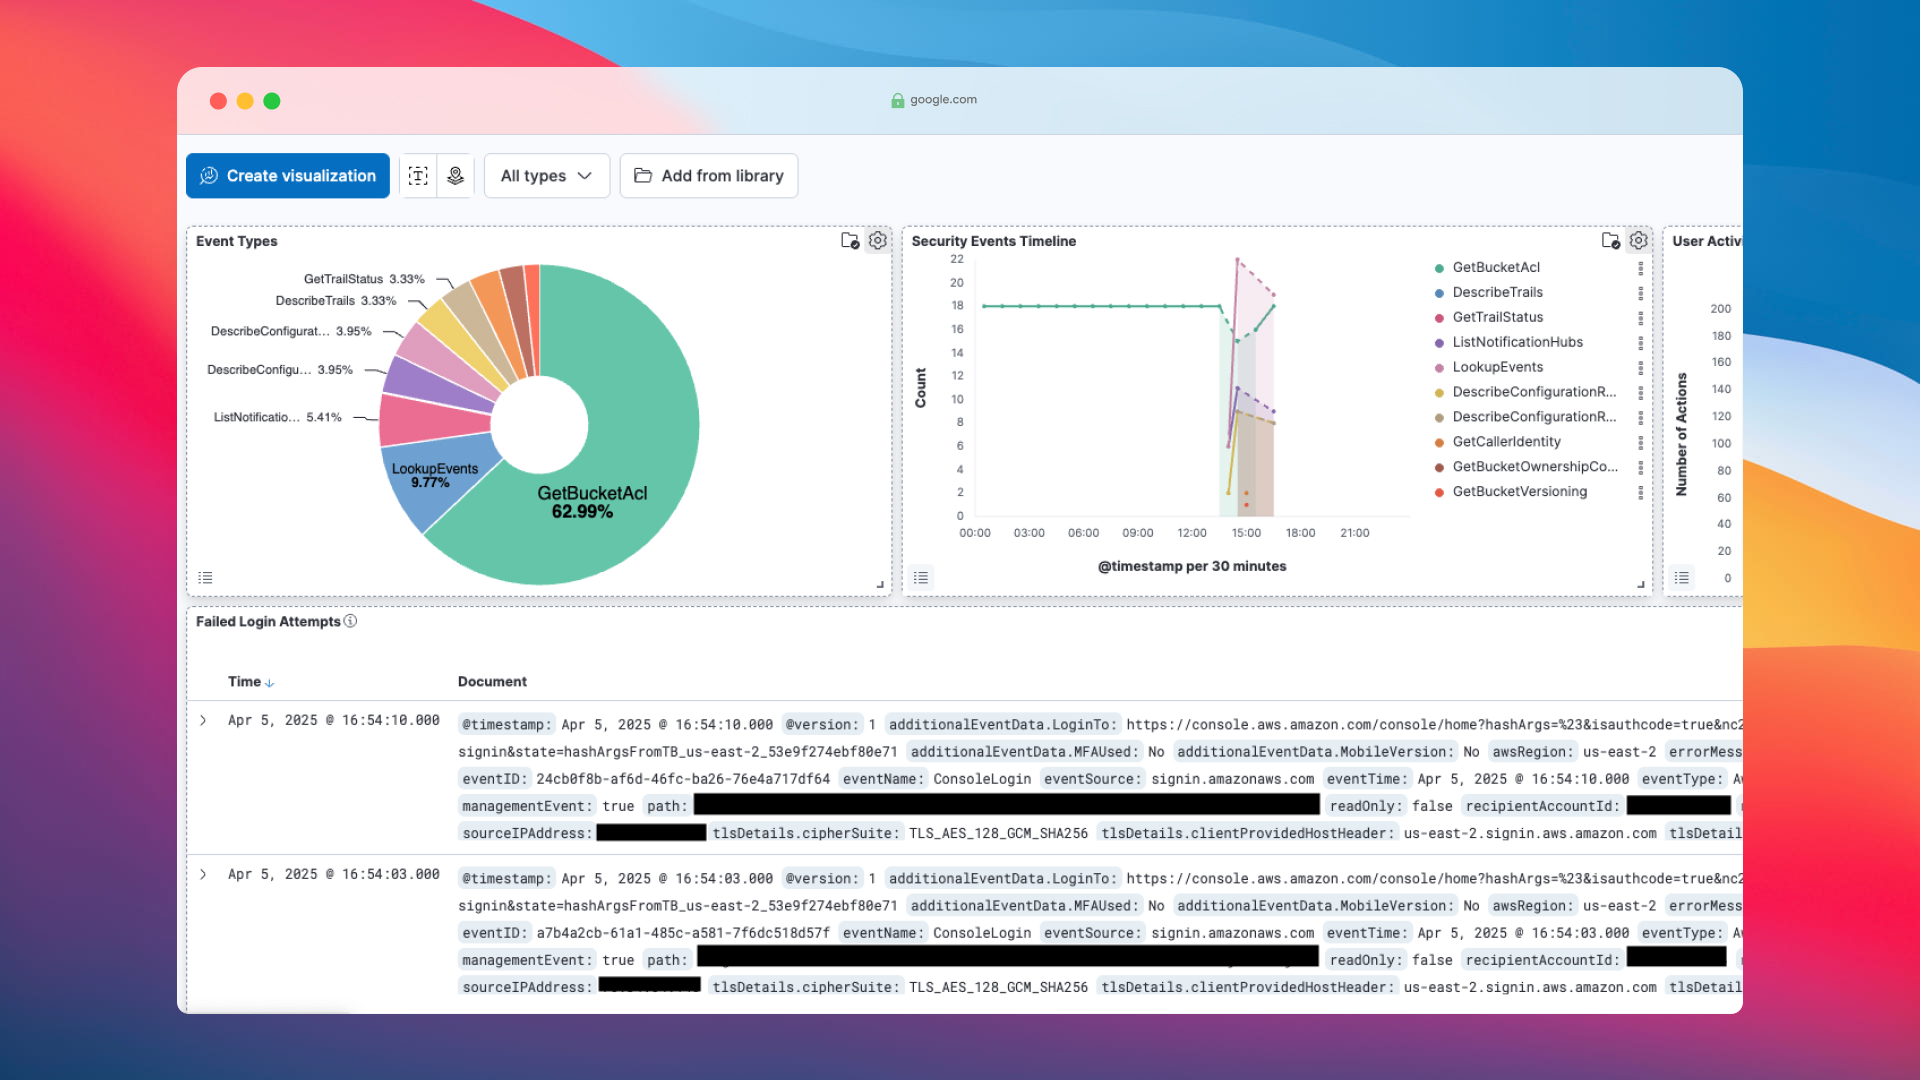 google.com
Create visualization
All types
Add from library
Event Types
GetTrailStatus 3.33%
DescribeTrails 3.33%
DescribeConfigurat... 3.95%
DescribeConfigu... 3.95%
ListNotificatio... 5.41%
LookupEvents
9.77%
GetBucketAcl
62.99%
Security Events Timeline
22
20
18
16
14
12
10
8
6
4
2
0
Count
00:00 03:00 06:00 09:00 12:00 15:00 18:00 21:00
@timestamp per 30 minutes
GetBucketAcl
DescribeTrails
GetTrailStatus
ListNotificationHubs
LookupEvents
DescribeConfigurationR...
DescribeConfigurationR...
GetCallerIdentity
GetBucketOwnershipCo...
GetBucketVersioning
User Activi
200
180
160
140
120
100
80
60
40
20
0
Number of Actions
Failed Login Attempts
Time Document
Apr 5, 2025 @ 16:54:10.000 @timestamp: Apr 5, 2025 @ 16:54:10.000 @version: 1 additionalEventData.LoginTo: https://console.aws.amazon.com/console/home?hashArgs=%23&isauthcode=true&nc2
signin&state=hashArgsFromTB_us-east-2_53e9f274ebf80e71 additionalEventData.MFAUsed: No additionalEventData.MobileVersion: No awsRegion: us-east-2 errorMess
eventID: 24cb0f8b-af6d-46fc-ba26-76e4a717df64 eventName: ConsoleLogin eventSource: signin.amazonaws.com eventTime: Apr 5, 2025 @ 16:54:10.000 eventType:
managementEvent: true path: readOnly: false recipientAccountId:
sourceIPAddress: tlsDetails.cipherSuite: TLS_AES_128_GCM_SHA256 tlsDetails.clientProvidedHostHeader: us-east-2.signin.aws.amazon.com tlsDetail
Apr 5, 2025 @ 16:54:03.000 @timestamp: Apr 5, 2025 @ 16:54:03.000 @version: 1 additionalEventData.LoginTo: https://console.aws.amazon.com/console/home?hashArgs=%23&isauthcode=true&nc2
signin&state=hashArgsFromTB_us-east-2_53e9f274ebf80e71 additionalEventData.MFAUsed: No additionalEventData.MobileVersion: No awsRegion: us-east-2 errorMess
eventID: a7b4a2cb-61a1-485c-a581-7f6dc518d57f eventName: ConsoleLogin eventSource: signin.amazonaws.com eventTime: Apr 5, 2025 @ 16:54:03.000 eventType:
managementEvent: true path: readOnly: false recipientAccountId:
sourceIPAddress: tlsDetails.cipherSuite: TLS_AES_128_GCM_SHA256 tlsDetails.clientProvidedHostHeader: us-east-2.signin.aws.amazon.com tlsDetail